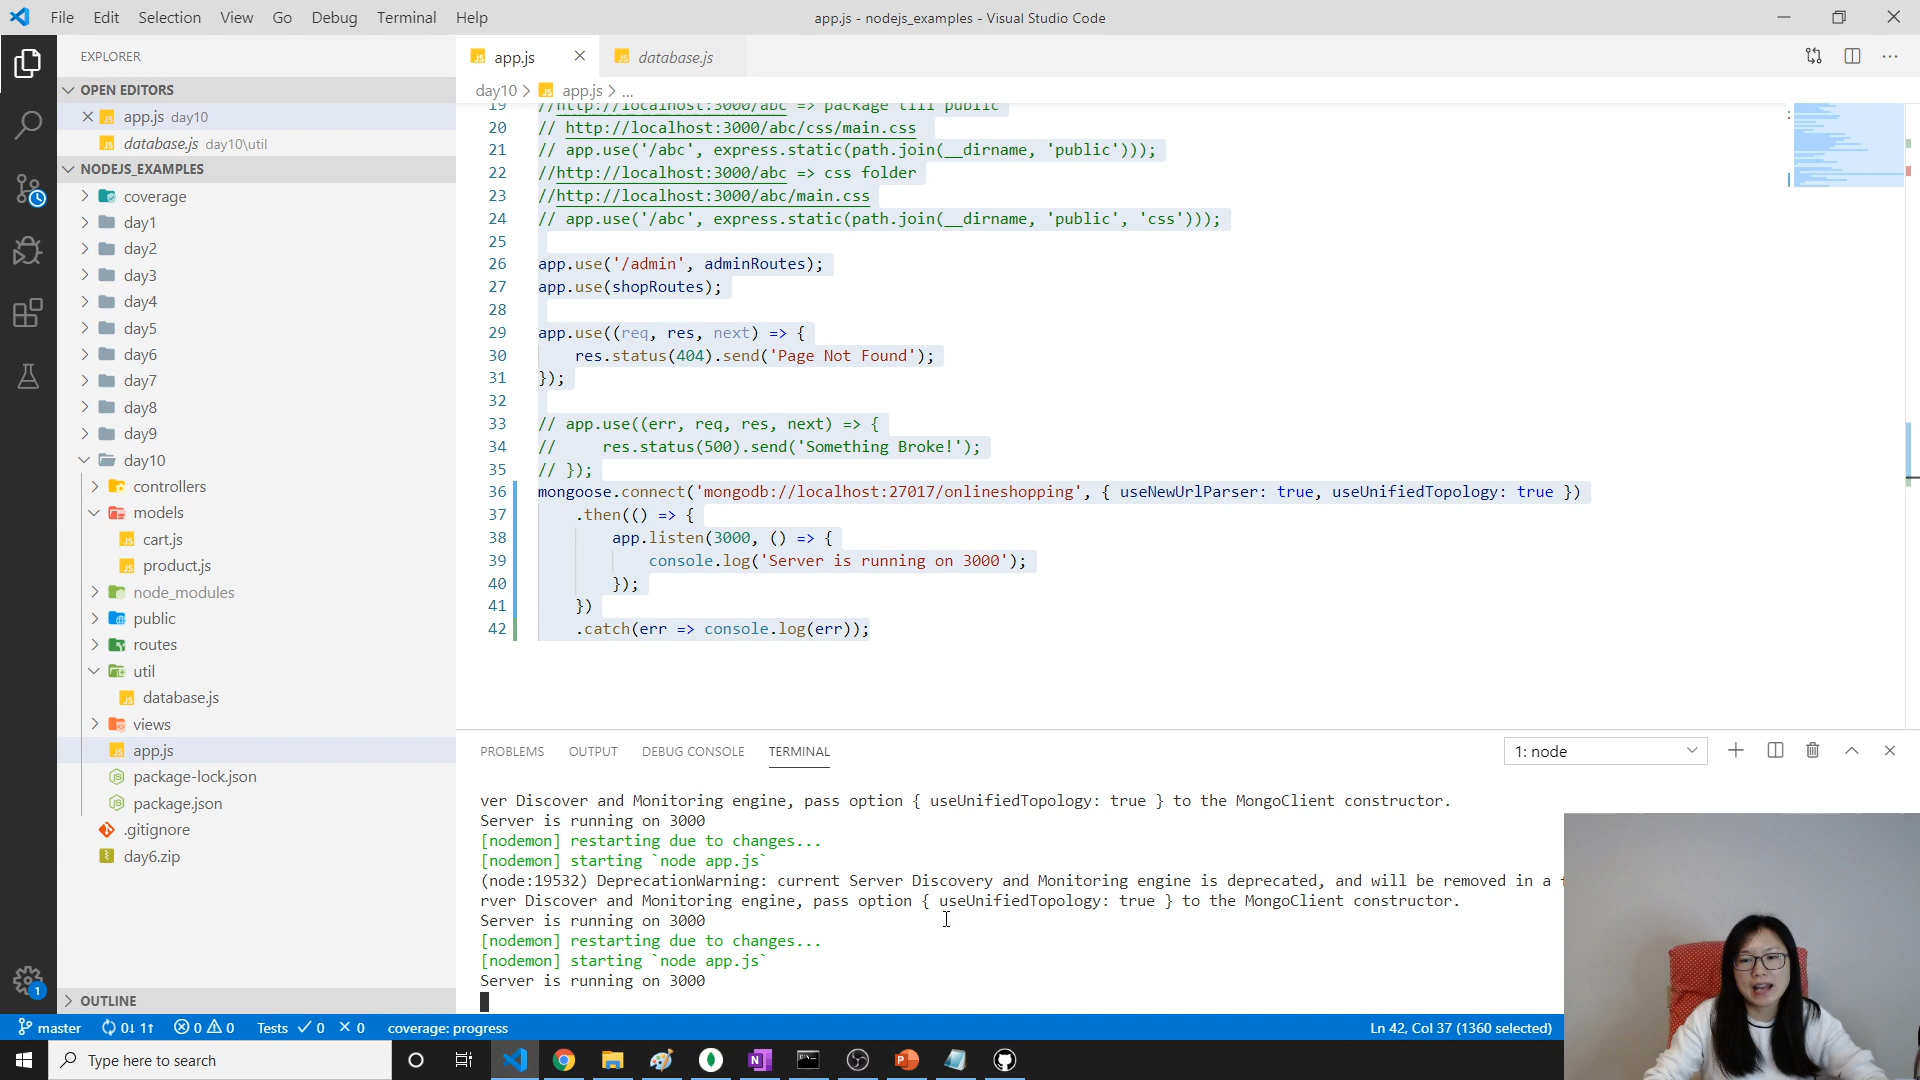 File Edit Selection View Go Debug Terminal Help
app.js - nodejs_examples - Visual Studio Code
EXPLORER
OPEN EDITORS
app.js day10
database.js day10\util
NODEJS_EXAMPLES
coverage
day1
day2
day3
day4
day5
day6
day7
day8
day9
day10
controllers
models
cart.js
product.js
node_modules
public
routes
util
database.js
views
app.js
package-lock.json
package.json
.gitignore
day6.zip
OUTLINE
app.js
database.js
day10 > app.js > ...
19 //http://localhost:3000/abc => package till public
20 // http://localhost:3000/abc/css/main.css
21 // app.use('/abc', express.static(path.join(__dirname, 'public')));
22 //http://localhost:3000/abc => css folder
23 //http://localhost:3000/abc/main.css
24 // app.use('/abc', express.static(path.join(__dirname, 'public', 'css')));
25
26 app.use('/admin', adminRoutes);
27 app.use(shopRoutes);
28
29 app.use((req, res, next) => {
30 res.status(404).send('Page Not Found');
31 });
32
33 // app.use((err, req, res, next) => {
34 // res.status(500).send('Something Broke!');
35 // });
36 mongoose.connect('mongodb://localhost:27017/onlineshopping', { useNewUrlParser: true, useUnifiedTopology: true })
37 .then(() => {
38 app.listen(3000, () => {
39 console.log('Server is running on 3000');
40 });
41 })
42 .catch(err => console.log(err));
PROBLEMS OUTPUT DEBUG CONSOLE TERMINAL
1: node
ver Discover and Monitoring engine, pass option { useUnifiedTopology: true } to the MongoClient constructor.
Server is running on 3000
[nodemon] restarting due to changes...
[nodemon] starting `node app.js`
(node:19532) DeprecationWarning: current Server Discovery and Monitoring engine is deprecated, and will be removed in a
rver Discover and Monitoring engine, pass option { useUnifiedTopology: true } to the MongoClient constructor.
Server is running on 3000
[nodemon] restarting due to changes...
[nodemon] starting `node app.js`
Server is running on 3000
master 0↓ 1↑ 0 0 Tests ✓ 0 ✕ 0 coverage: progress
Ln 42, Col 37 (1360 selected)
Type here to search